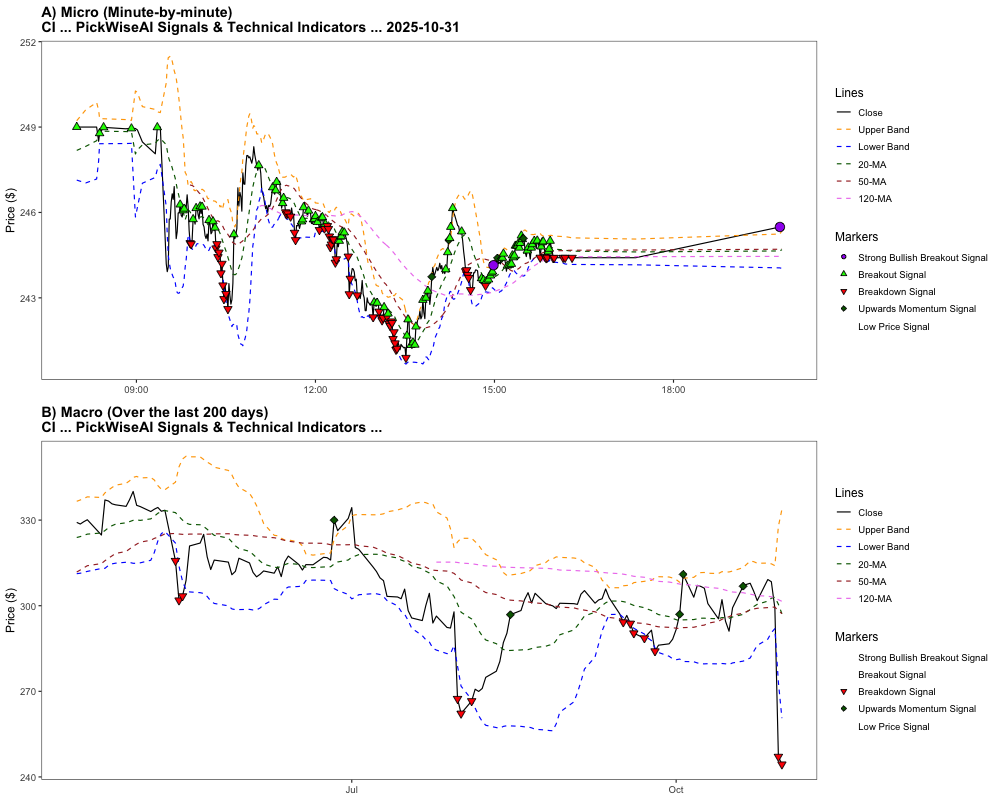 A) Micro (Minute-by-minute)
CI ... PickWiseAI Signals & Technical Indicators ... 2025-10-31
Price ($)
252
249
246
243
09:00
12:00
15:00
18:00
Lines
Close
Upper Band
Lower Band
20-MA
50-MA
120-MA
Markers
Strong Bullish Breakout Signal
Breakout Signal
Breakdown Signal
Upwards Momentum Signal
Low Price Signal
B) Macro (Over the last 200 days)
CI ... PickWiseAI Signals & Technical Indicators ...
Price ($)
330
300
270
240
Jul
Oct
Lines
Close
Upper Band
Lower Band
20-MA
50-MA
120-MA
Markers
Strong Bullish Breakout Signal
Breakout Signal
Breakdown Signal
Upwards Momentum Signal
Low Price Signal